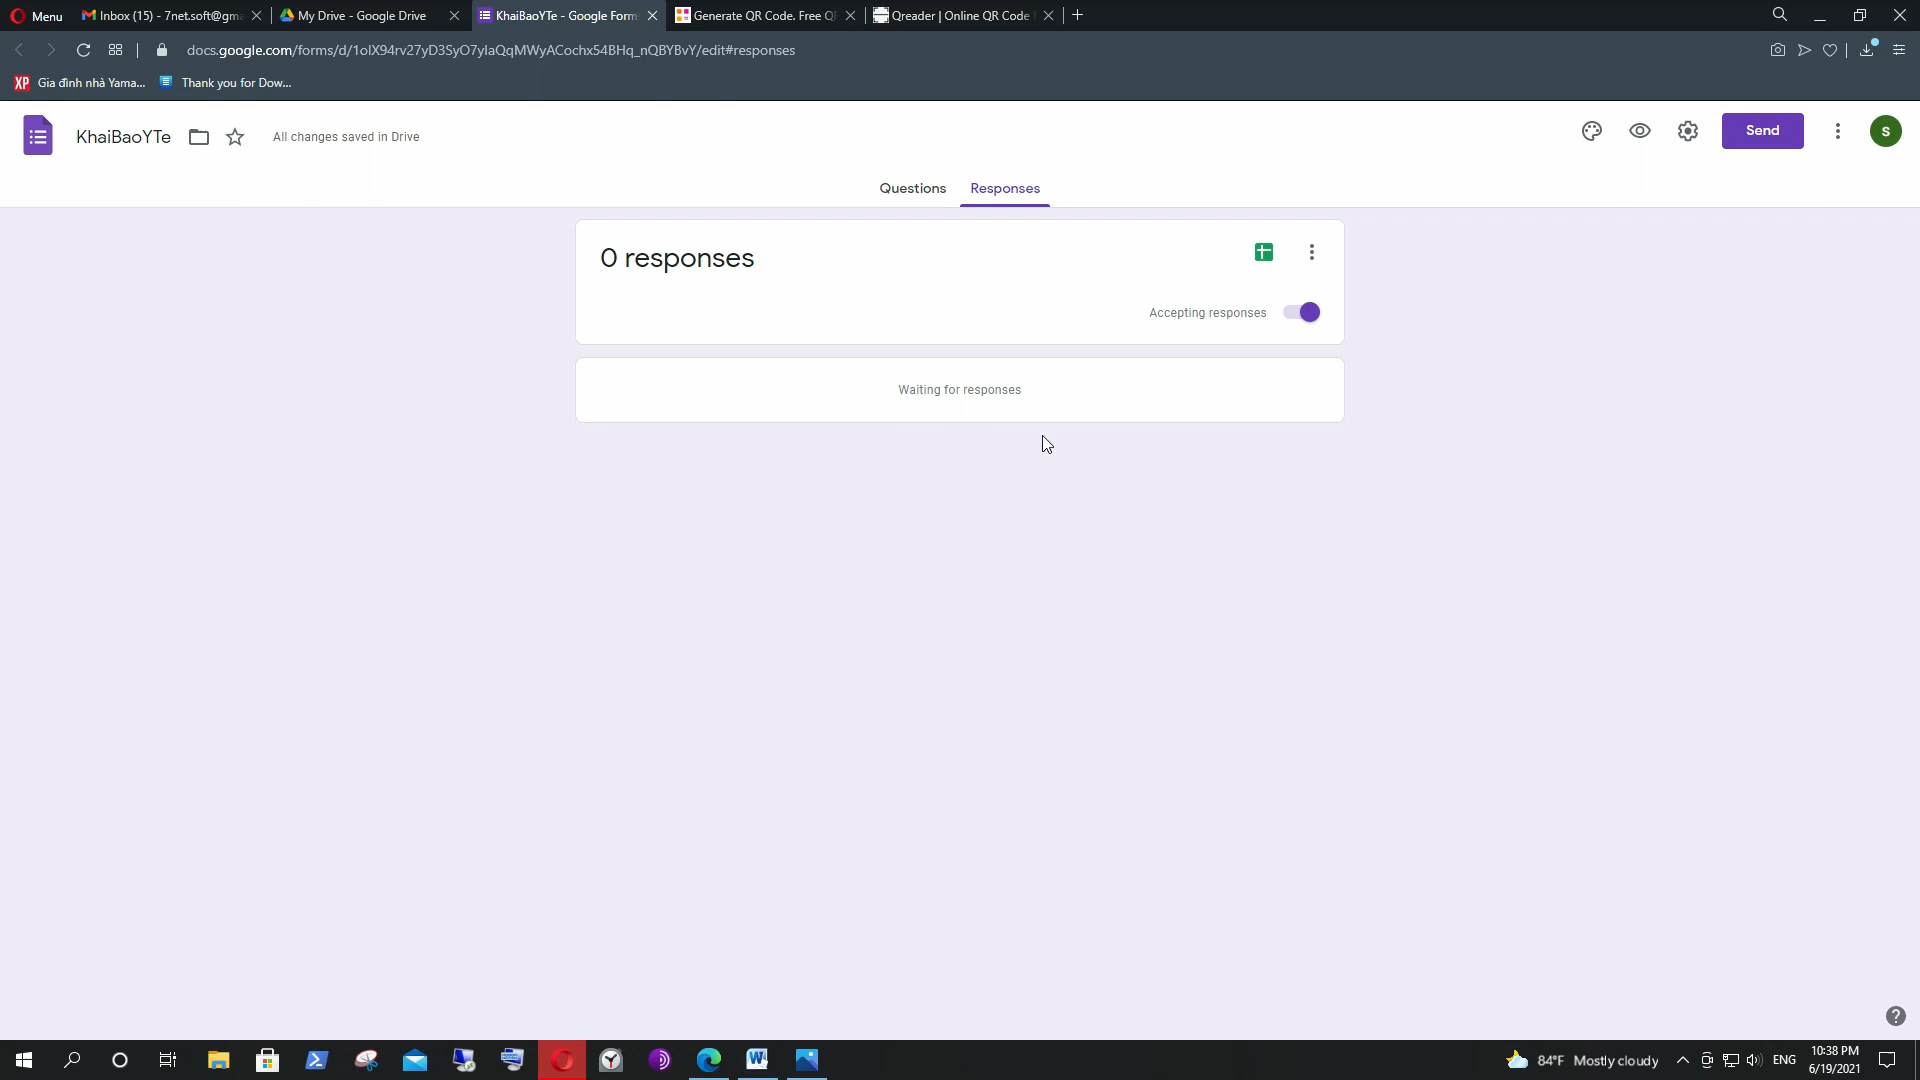 Menu
Inbox (15) - 7net.soft@gma
My Drive - Google Drive
KhaiBaoYTe - Google Form
Generate QR Code. Free Q
Qreader | Online QR Code
docs.google.com/forms/d/1olX94rv27yD3SyO7ylaQqMWyACochx54BHq_nQBYBvY/edit#responses
XP
Gia đình nhà Yama...
Thank you for Dow...
KhaiBaoYTe
All changes saved in Drive
Send
S
Questions
Responses
0 responses
Accepting responses
Waiting for responses
84°F Mostly cloudy
ENG
10:38 PM
6/19/2021